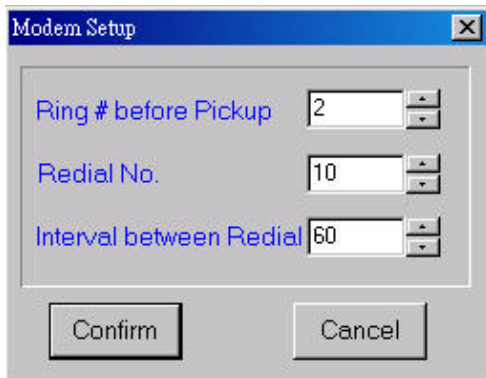 Modem Setup
Ring # before Pickup 2
Redial No. 10
Interval between Redial 60
Confirm Cancel